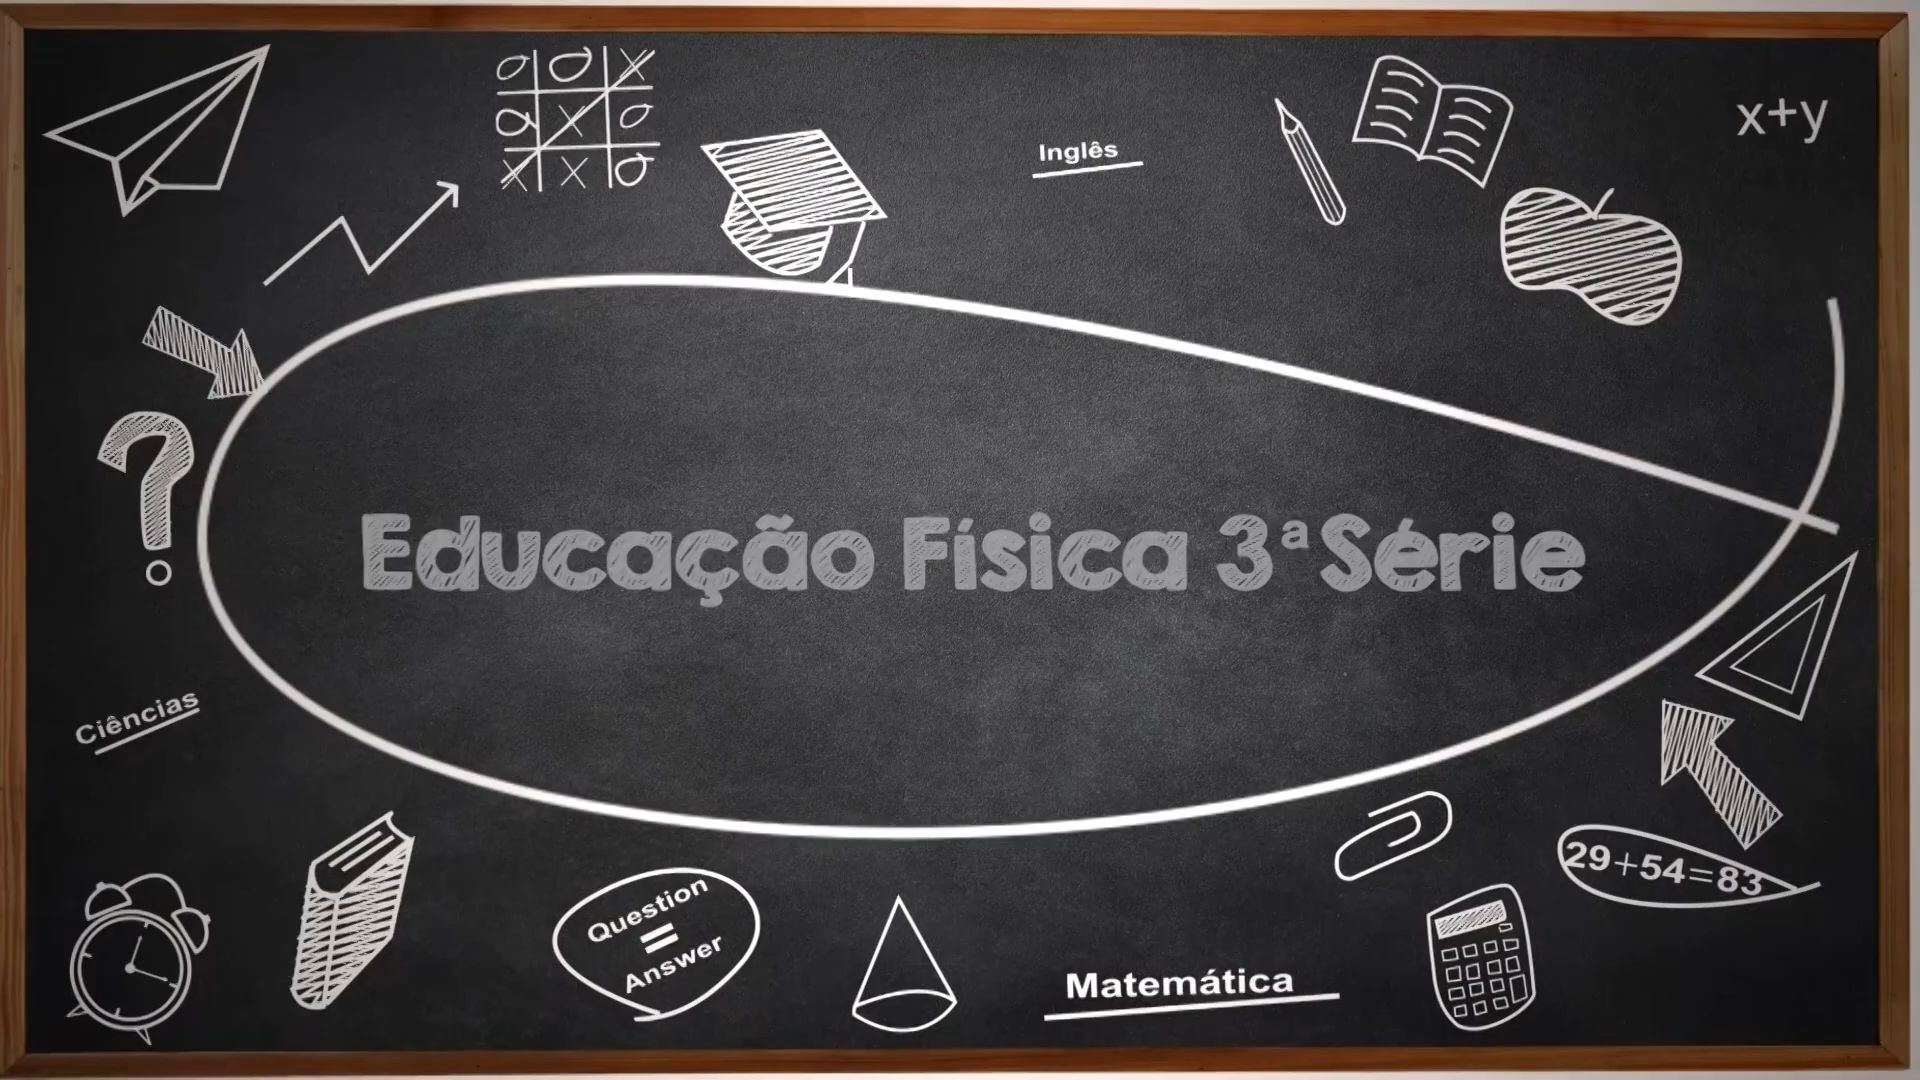 O O X
O X O
X X O
Inglês
x+y
Educação Física 3ª Série
Ciências
29+54=83
Question
=
Answer
Matemática